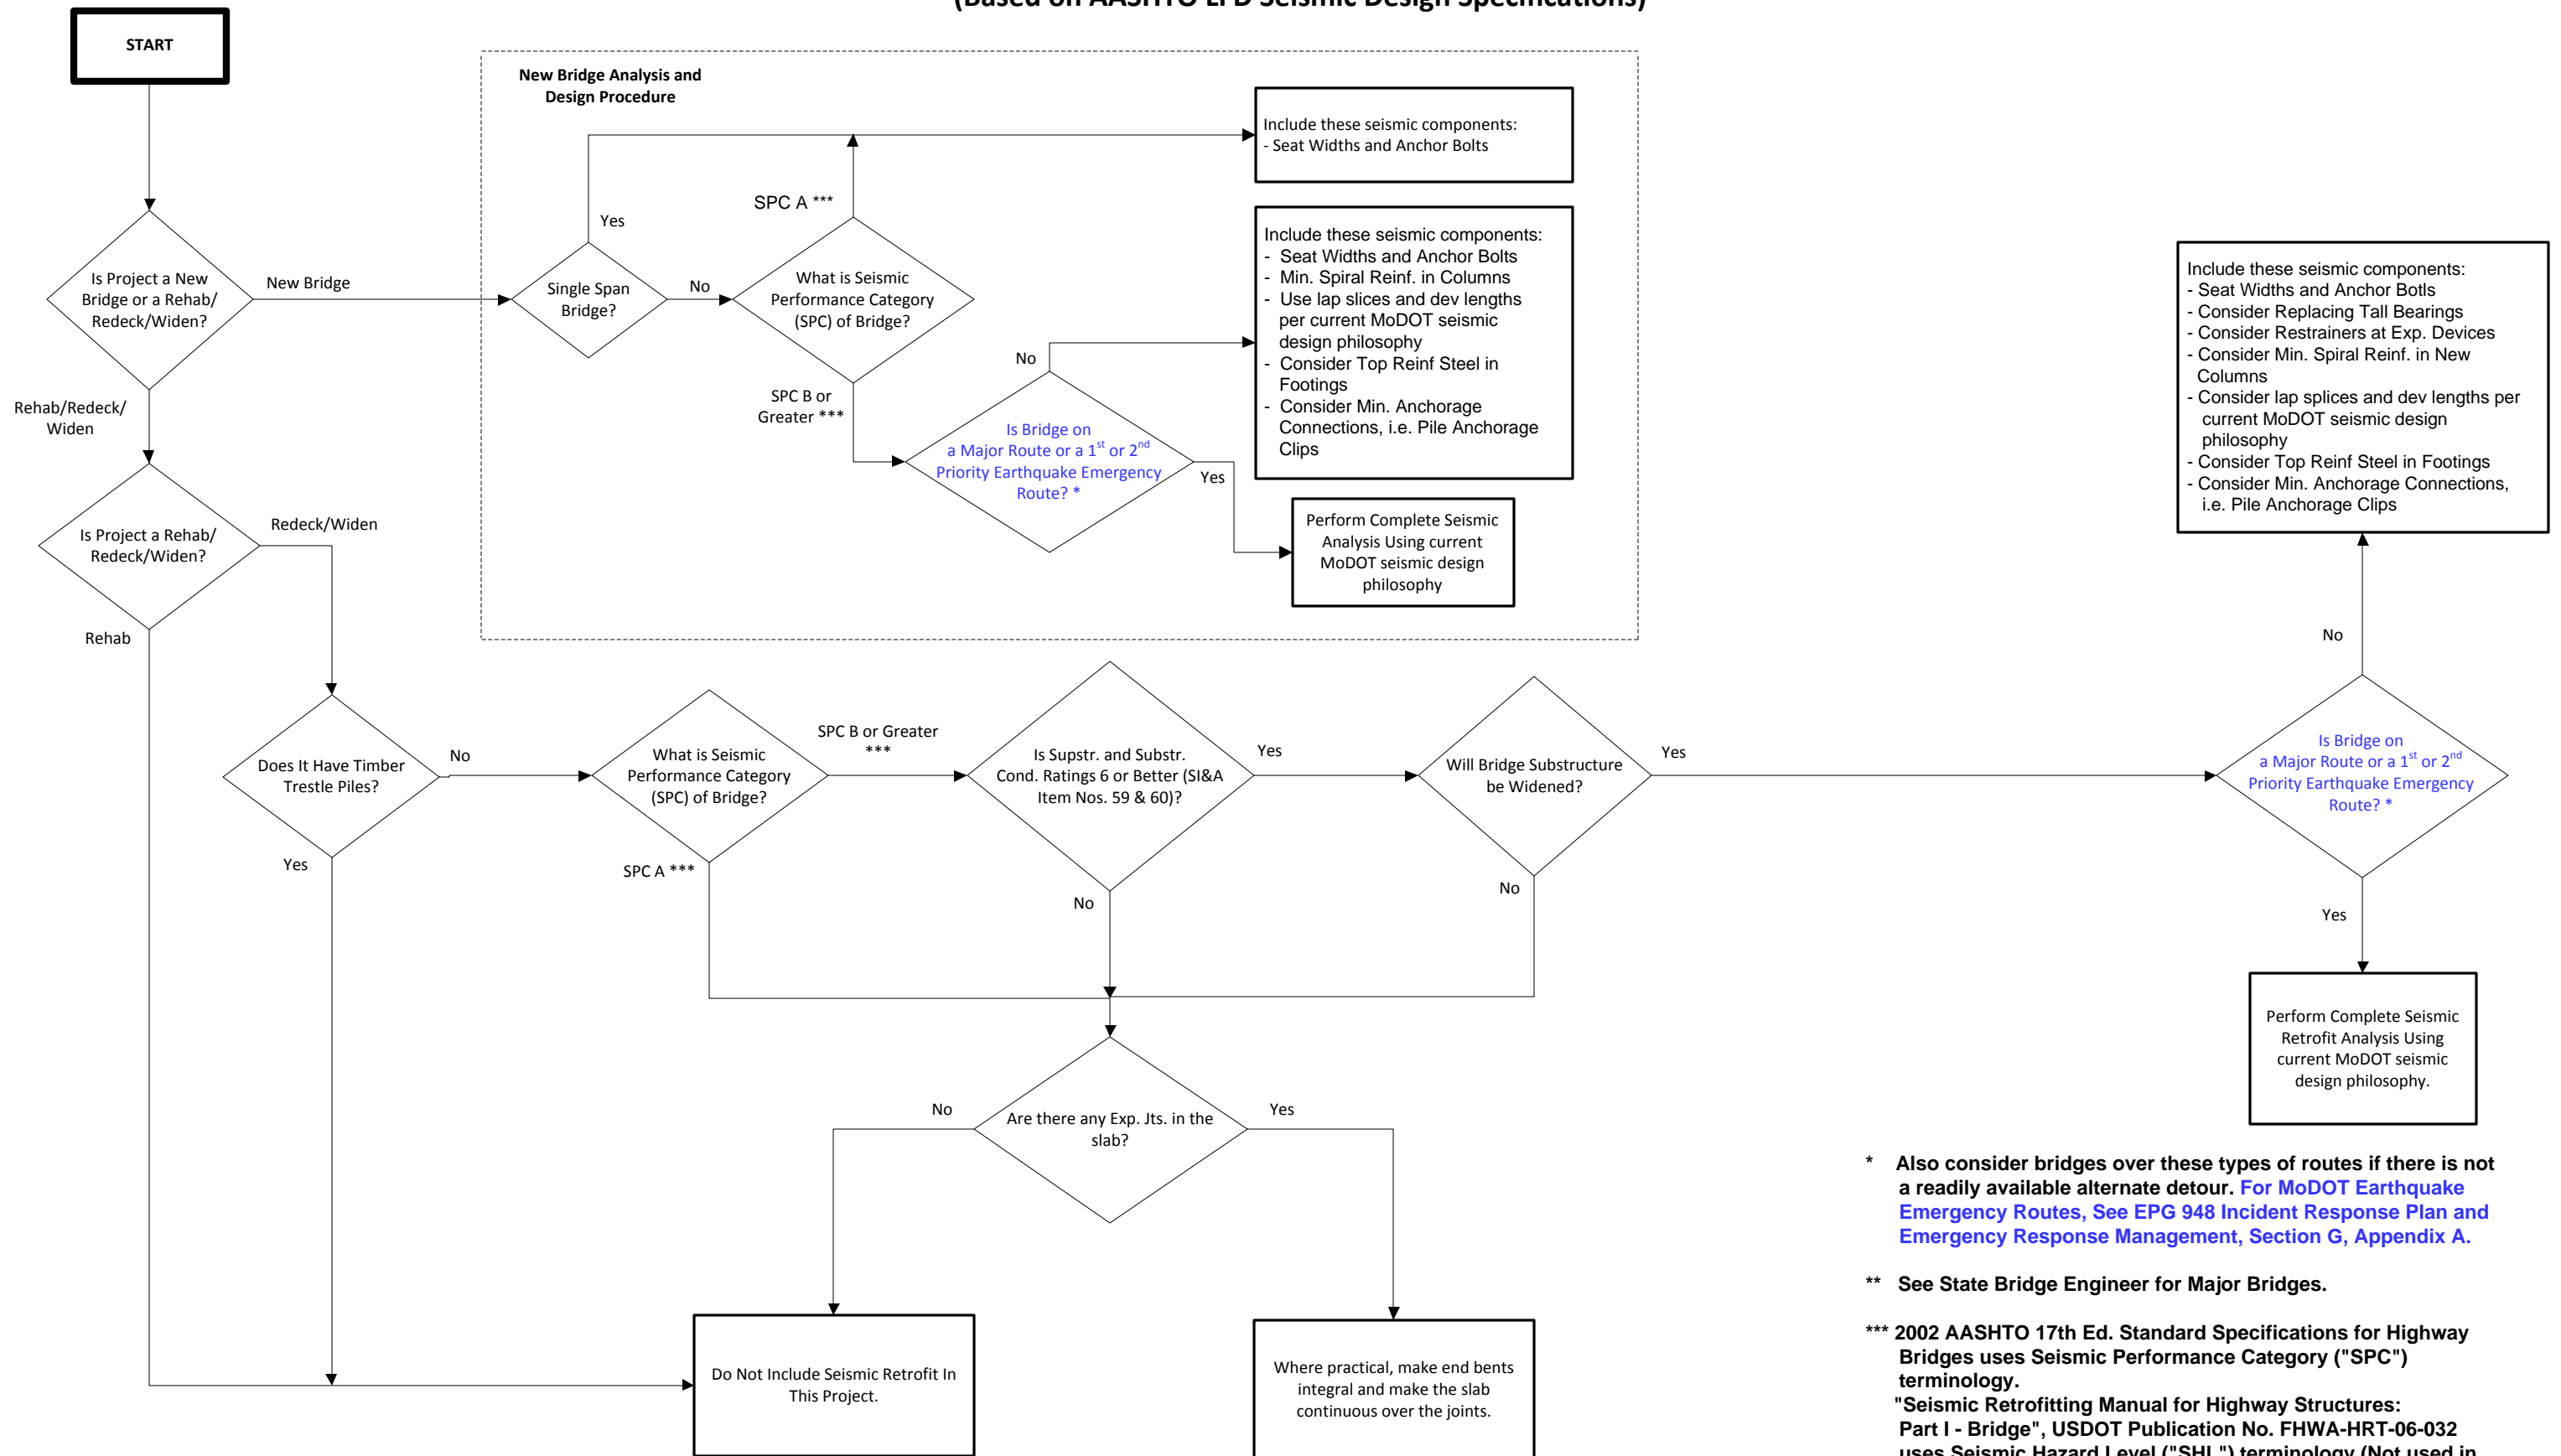 (Based on AASHTO LFD Seismic Design Specifications)
START
New Bridge Analysis and
Design Procedure
Include these seismic components:
- Seat Widths and Anchor Bolts
SPC A ***
Yes
Include these seismic components:
- Seat Widths and Anchor Bolts
- Min. Spiral Reinf. in Columns
- Use lap slices and dev lengths
per current MoDOT seismic
design philosophy
- Consider Top Reinf Steel in
Footings
- Consider Min. Anchorage
Connections, i.e. Pile Anchorage
Clips
Include these seismic components:
- Seat Widths and Anchor Botls
- Consider Replacing Tall Bearings
- Consider Restrainers at Exp. Devices
- Consider Min. Spiral Reinf. in New
Columns
- Consider lap splices and dev lengths per
current MoDOT seismic design
philosophy
- Consider Top Reinf Steel in Footings
- Consider Min. Anchorage Connections,
i.e. Pile Anchorage Clips
Is Project a New
Bridge or a Rehab/
Redeck/Widen?
New Bridge
Single Span
Bridge?
No
What is Seismic
Performance Category
(SPC) of Bridge?
No
SPC B or
Greater ***
Rehab/Redeck/
Widen
Is Bridge on
a Major Route or a 1st or 2nd
Priority Earthquake Emergency
Route? *
Yes
Perform Complete Seismic
Analysis Using current
MoDOT seismic design
philosophy
Is Project a Rehab/
Redeck/Widen?
Redeck/Widen
Rehab
No
Does It Have Timber
Trestle Piles?
No
What is Seismic
Performance Category
(SPC) of Bridge?
SPC B or Greater
***
Is Supstr. and Substr.
Cond. Ratings 6 or Better (SI&A
Item Nos. 59 & 60)?
Yes
Will Bridge Substructure
be Widened?
Yes
Is Bridge on
a Major Route or a 1st or 2nd
Priority Earthquake Emergency
Route? *
Yes
SPC A ***
No
No
Yes
Perform Complete Seismic
Retrofit Analysis Using
current MoDOT seismic
design philosophy.
No
Are there any Exp. Jts. in the
slab?
Yes
Do Not Include Seismic Retrofit In
This Project.
Where practical, make end bents
integral and make the slab
continuous over the joints.
* Also consider bridges over these types of routes if there is not
a readily available alternate detour. For MoDOT Earthquake
Emergency Routes, See EPG 948 Incident Response Plan and
Emergency Response Management, Section G, Appendix A.
** See State Bridge Engineer for Major Bridges.
*** 2002 AASHTO 17th Ed. Standard Specifications for Highway
Bridges uses Seismic Performance Category ("SPC")
terminology.
"Seismic Retrofitting Manual for Highway Structures:
Part I - Bridge", USDOT Publication No. FHWA-HRT-06-032
uses Seismic Hazard Level ("SHL") terminology (Not used in